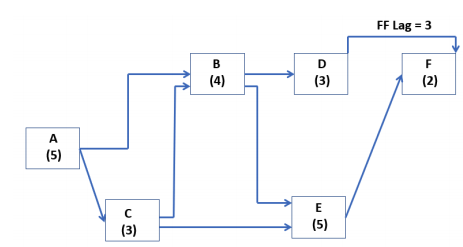 FF Lag = 3
B
(4)
D
(3)
F
(2)
A
(5)
C
(3)
E
(5)